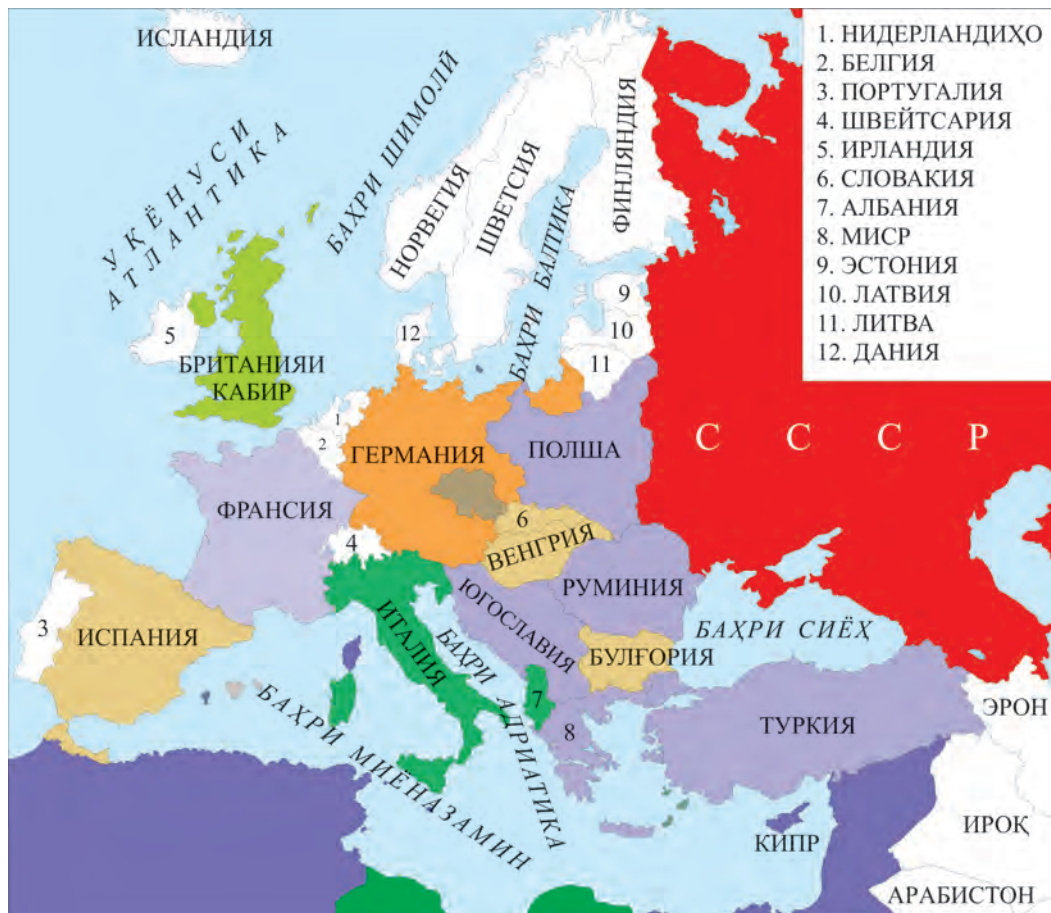 ИСЛАНДИЯ
УҚЁНУСИ
АТЛАНТИКА
БАҲРИ ШИМОЛӢ
НОРВЕГИЯ
ШВЕТСИЯ
ФИНЛЯНДИЯ
БАҲРИ БАЛТИКА
1. НИДЕРЛАНДИҲО
2. БЕЛГИЯ
3. ПОРТУГАЛИЯ
4. ШВЕЙТСАРИЯ
5. ИРЛАНДИЯ
6. СЛОВАКИЯ
7. АЛБАНИЯ
8. МИСР
9. ЭСТОНИЯ
10. ЛАТВИЯ
11. ЛИТВА
12. ДАНИЯ
9
5
12
10
11
БРИТАНИЯИ
КАБИР
1
2
ГЕРМАНИЯ
ПОЛША
С С С Р
ФРАНСИЯ
6
4
ВЕНГРИЯ
РУМИНИЯ
ЮГОСЛАВИЯ
3
ИСПАНИЯ
ИТАЛИЯ
БАҲРИ АДРИАТИКА
БУЛҒОРИЯ
БАҲРИ СИЁҲ
7
8
БАҲРИ МИЁНАЗАМИН
ТУРКИЯ
ЭРОН
КИПР
ИРОҚ
АРАБИСТОН